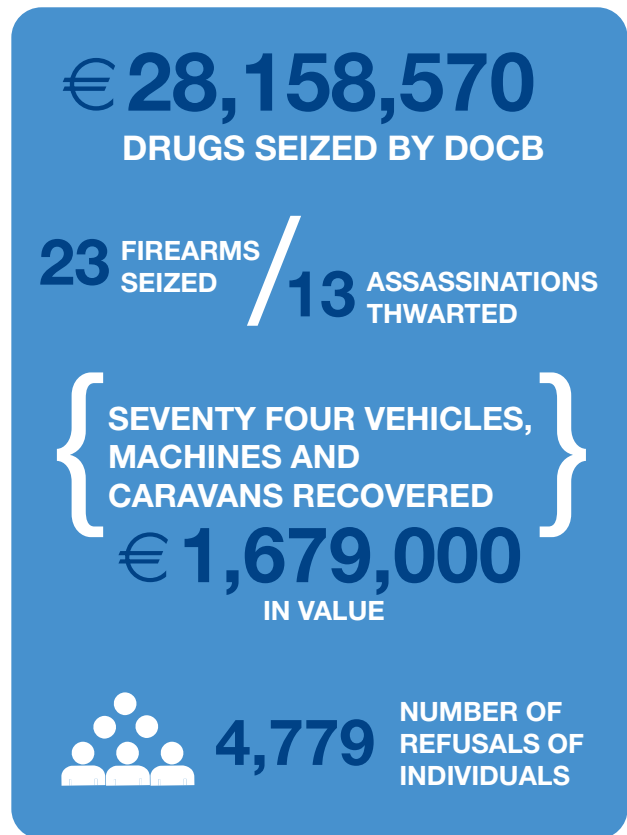 €28,158,570
DRUGS SEIZED BY DOCB
23 FIREARMS
SEIZED
13 ASSASSINATIONS
THWARTED
SEVENTY FOUR VEHICLES,
MACHINES AND
CARAVANS RECOVERED
€1,679,000
IN VALUE
4,779 NUMBER OF
REFUSALS OF
INDIVIDUALS